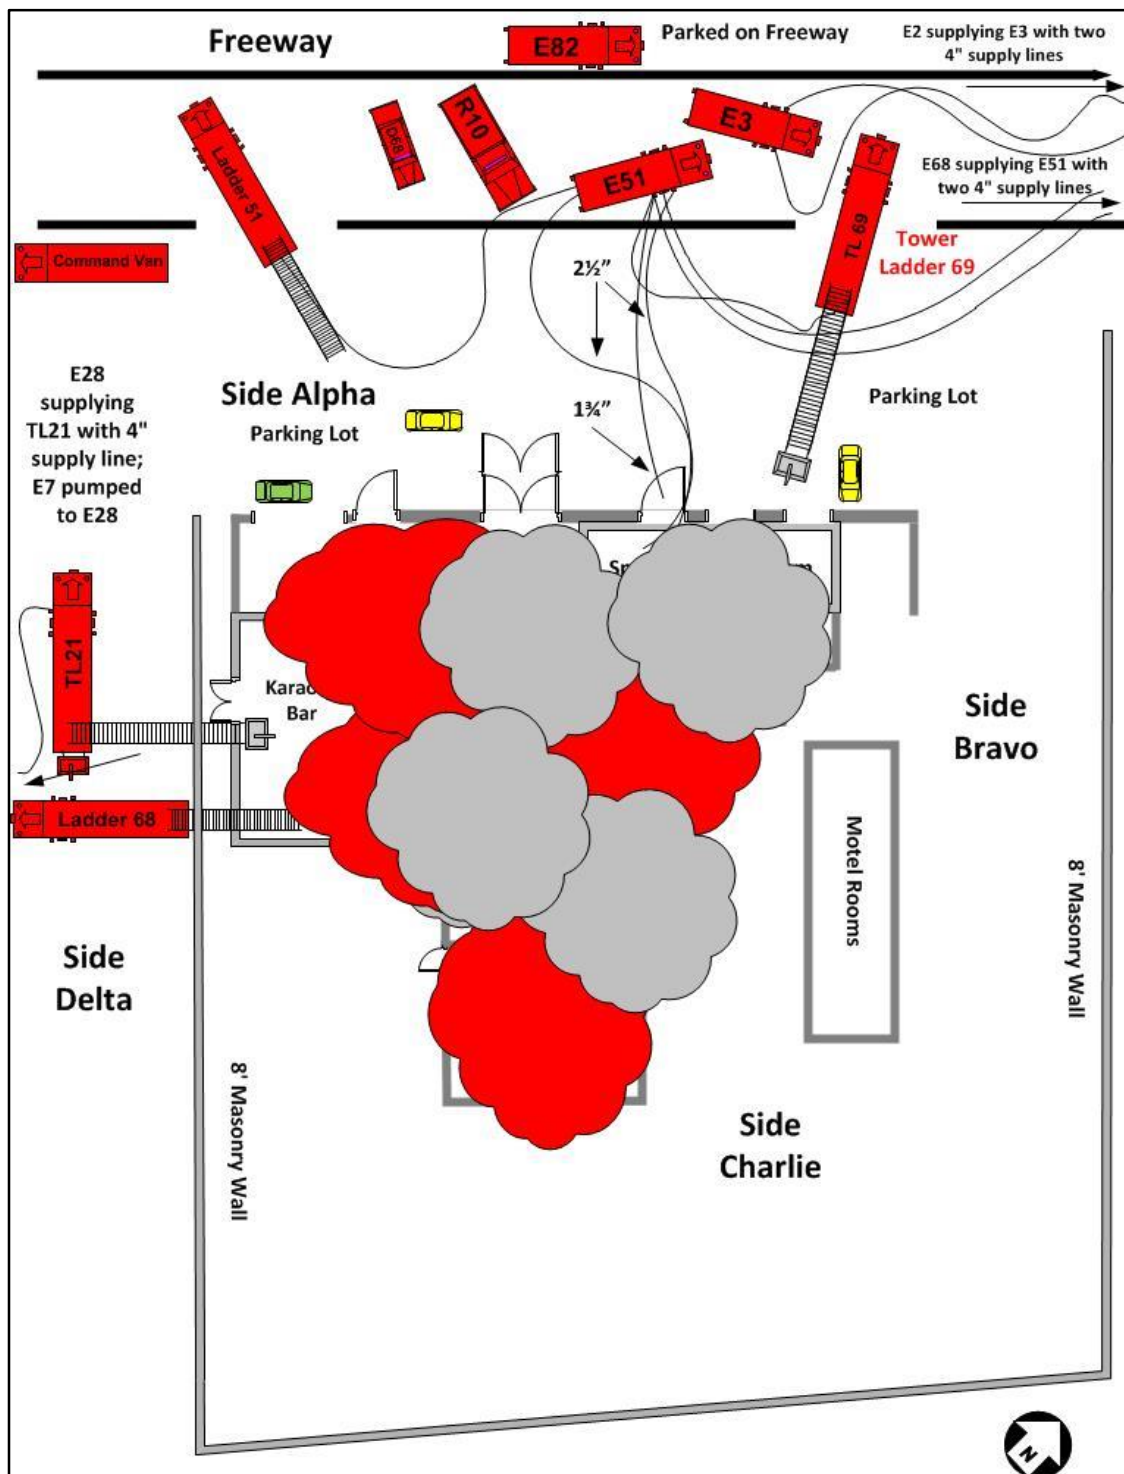 Freeway
E82
Parked on Freeway
E2 supplying E3 with two
4" supply lines
Ladder 51
D68
R10
E3
E51
TL 69
E68 supplying E51 with
two 4" supply lines
Command Van
Tower
Ladder 69
2½"
E28
supplying
TL21 with 4"
supply line;
E7 pumped
to E28
Side Alpha
Parking Lot
1¾"
Parking Lot
TL21
Bar
Side
Bravo
Ladder 68
Motel Rooms
8' Masonry Wall
Side
Delta
8' Masonry Wall
Side
Charlie
N